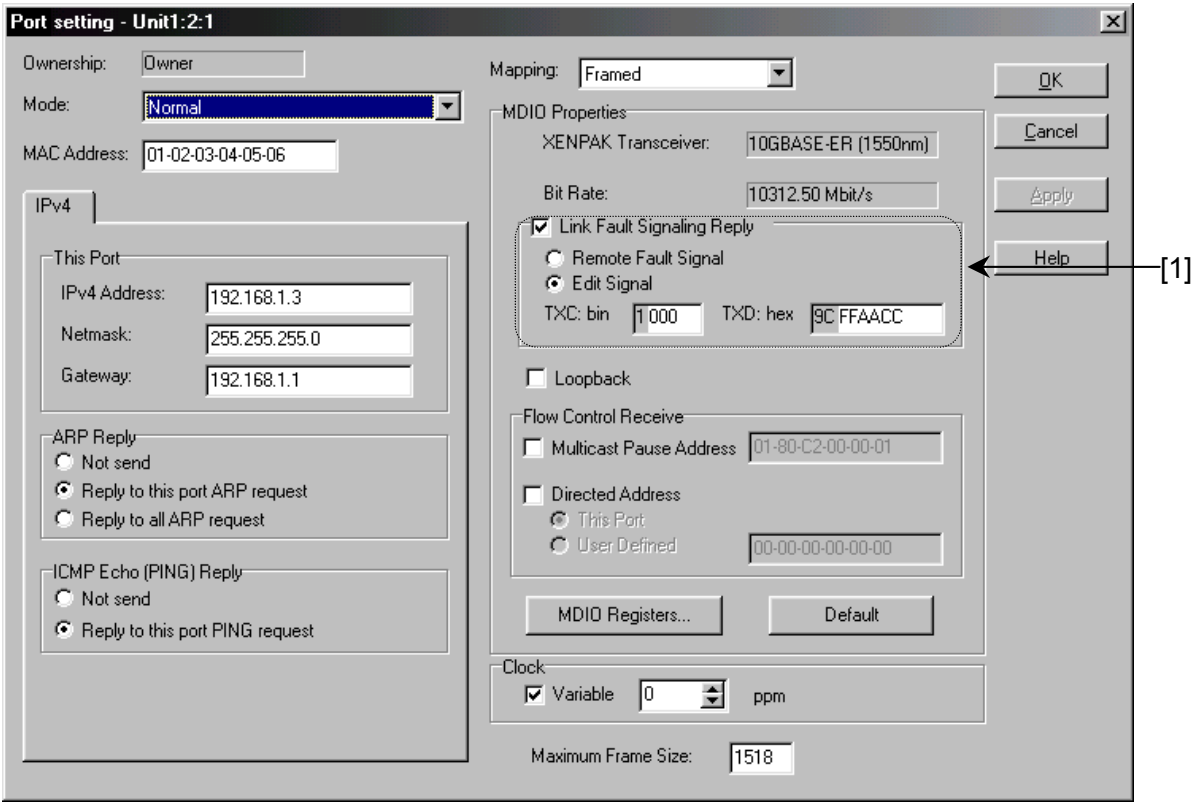 Port setting - Unit1:2:1
Ownership: Owner
Mode: Normal
MAC Address: 01-02-03-04-05-06
IPv4
This Port
IPv4 Address: 192.168.1.3
Netmask: 255.255.255.0
Gateway: 192.168.1.1
ARP Reply
Not send
Reply to this port ARP request
Reply to all ARP request
ICMP Echo (PING) Reply
Not send
Reply to this port PING request
Mapping: Framed
MDIO Properties
XENPAK Transceiver: 10GBASE-ER (1550nm)
Bit Rate: 10312.50 Mbit/s
Link Fault Signaling Reply
Remote Fault Signal
Edit Signal
TXC: bin 1 000 TXD: hex 9C FFAACC
Loopback
Flow Control Receive
Multicast Pause Address 01-80-C2-00-00-01
Directed Address
This Port
User Defined 00-00-00-00-00-00
MDIO Registers... Default
Clock
Variable 0 ppm
Maximum Frame Size: 1518
OK
Cancel
Apply
Help
[1]